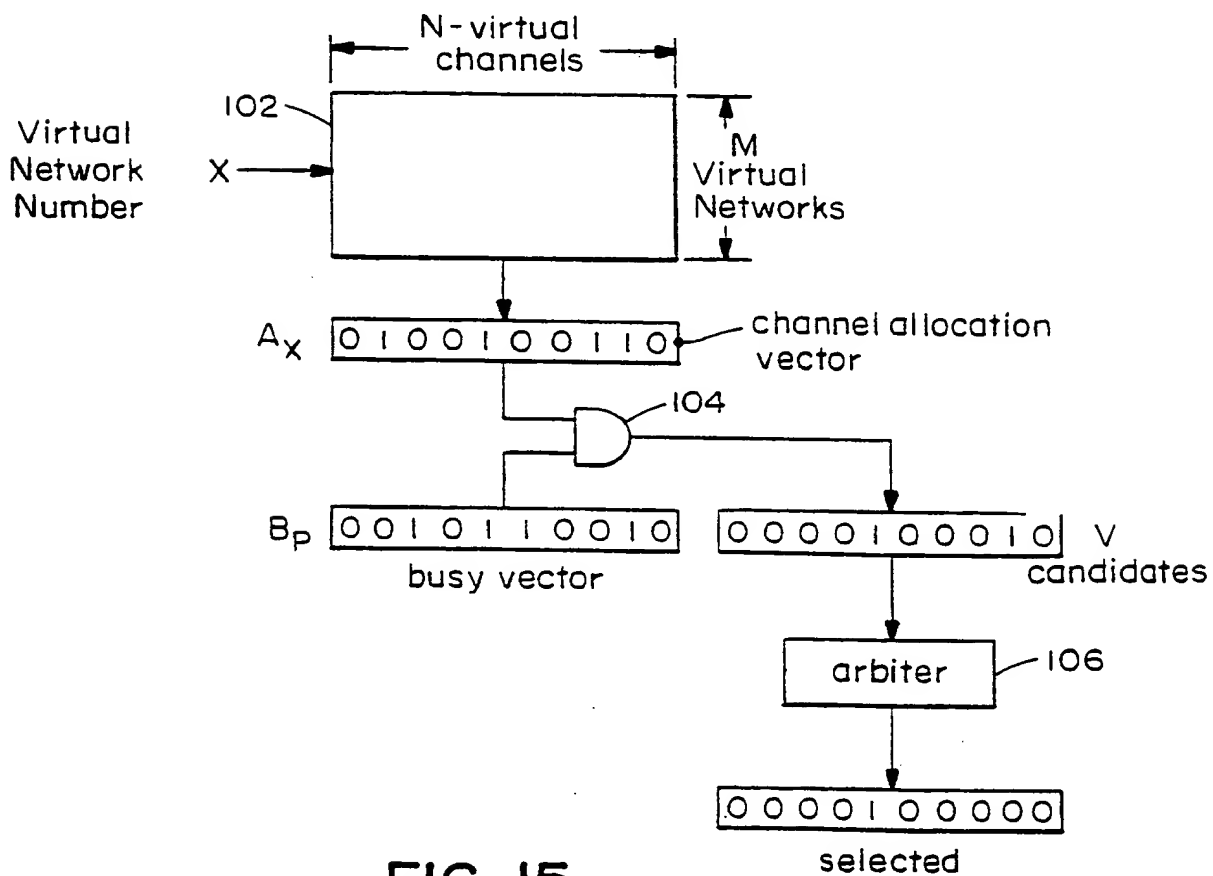 N-virtual
channels
102
Virtual
Network
Number
X
M
Virtual
Networks
AX
0 1 0 0 1 0 0 1 1 0
channel allocation
vector
104
BP
0 0 1 0 1 1 0 0 1 0
busy vector
0 0 0 0 1 0 0 0 1 0
V
candidates
arbiter
106
0 0 0 0 1 0 0 0 0 0
selected
FIG. 15